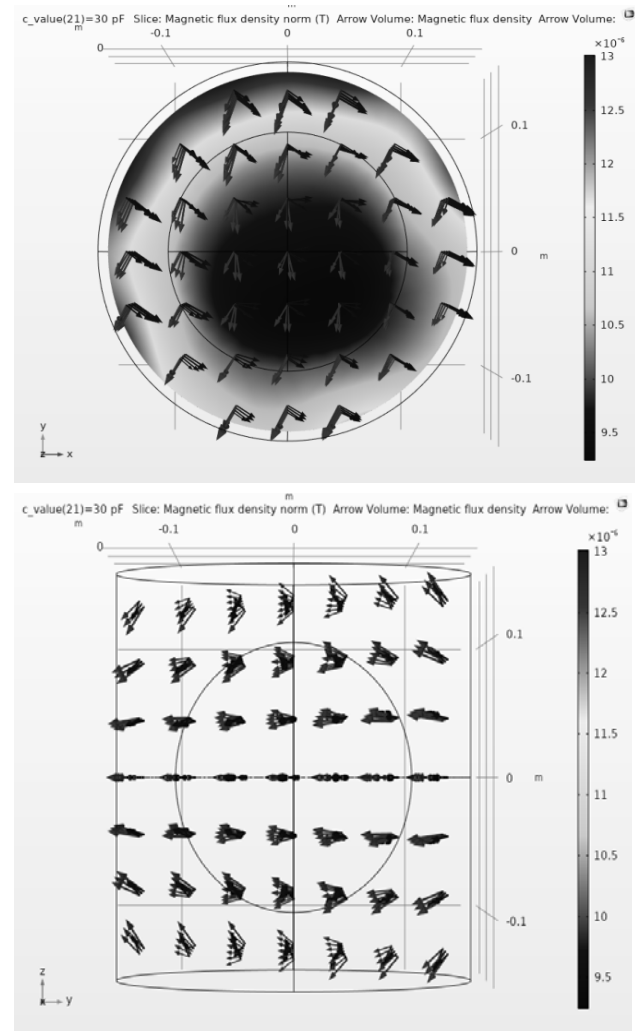 c_value(21)=30 pF Slice: Magnetic flux density norm (T) Arrow Volume: Magnetic flux density Arrow Volume:
m
-0.1 0 0.1
0
×10⁻⁶
13
12.5
12
11.5
11
10.5
10
9.5
0.1
0 m
-0.1
y
z x
m
c_value(21)=30 pF Slice: Magnetic flux density norm (T) Arrow Volume: Magnetic flux density Arrow Volume:
m
-0.1 0 0.1
0
×10⁻⁶
13
12.5
12
11.5
11
10.5
10
9.5
0.1
0 m
-0.1
z
x y